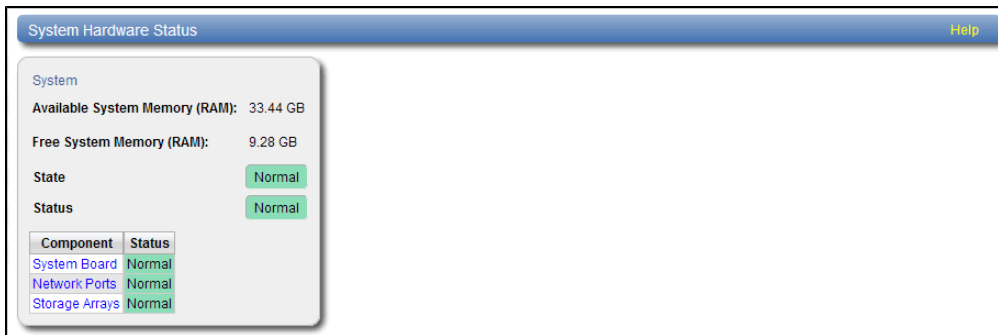 System Hardware Status Help
System
Available System Memory (RAM): 33.44 GB
Free System Memory (RAM): 9.28 GB
State Normal
Status Normal
Component Status
System Board Normal
Network Ports Normal
Storage Arrays Normal